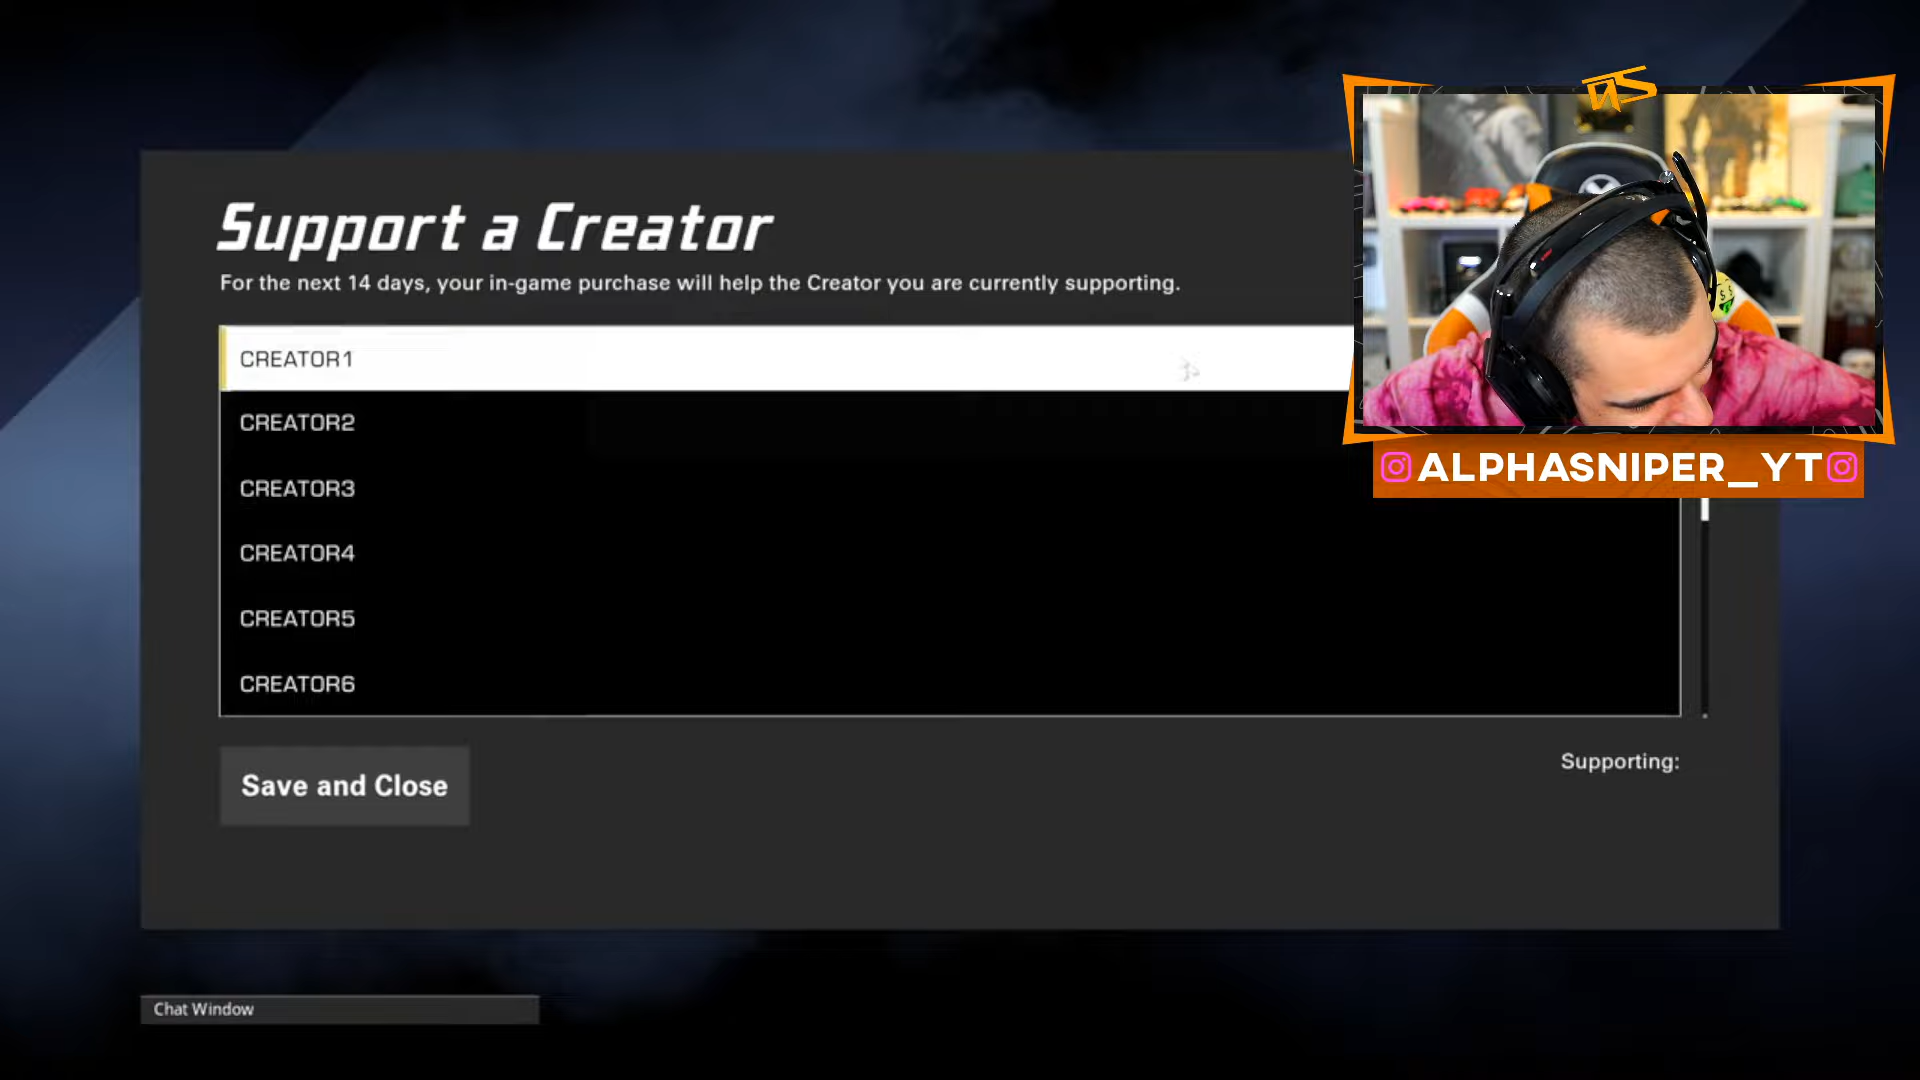 Support a Creator
For the next 14 days, your in-game purchase will help the Creator you are currently supporting.
CREATOR1
CREATOR2
CREATOR3
CREATOR4
CREATOR5
CREATOR6
Save and Close
Supporting:
Chat Window
ALPHASNIPER_YT